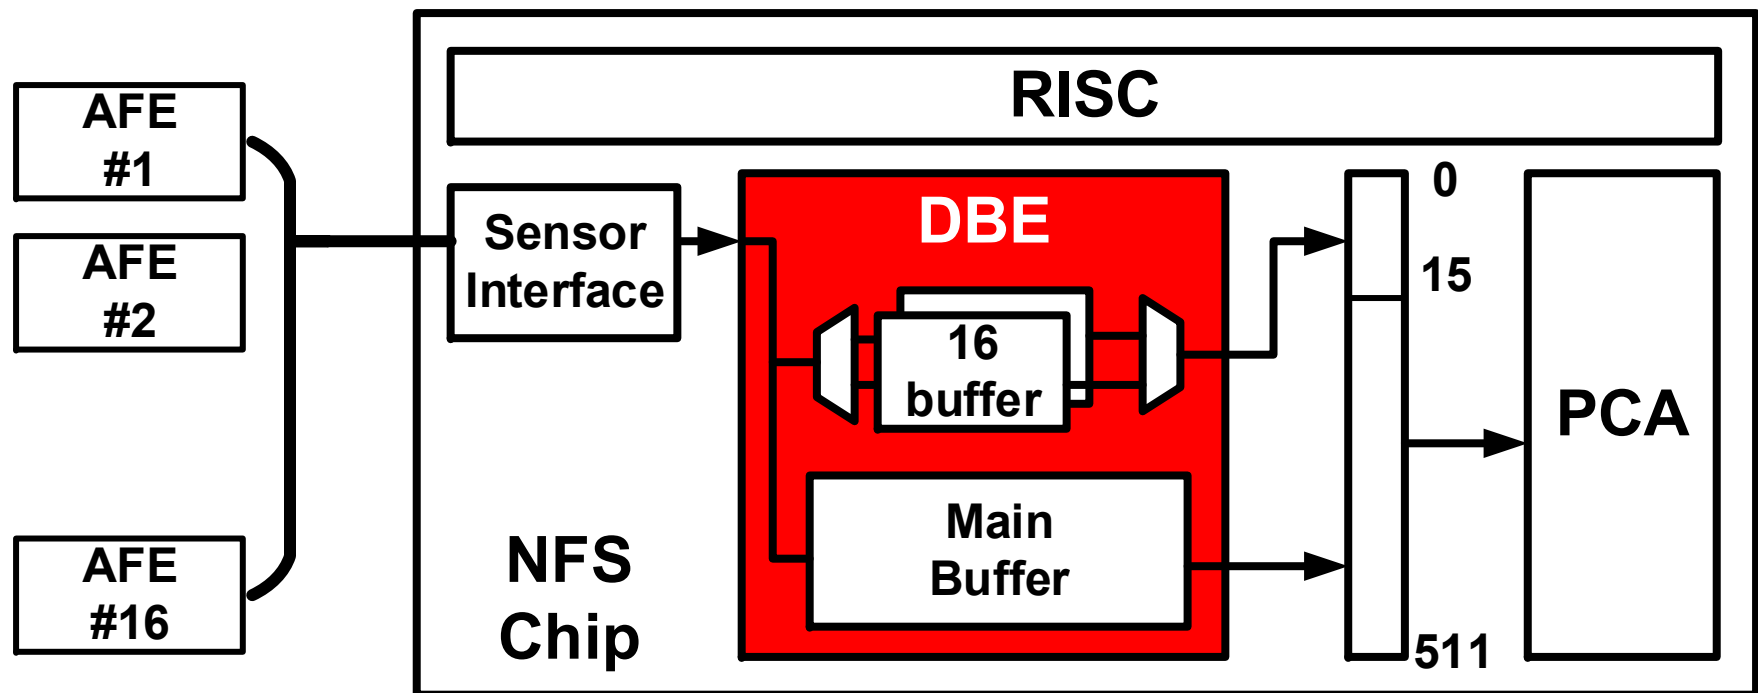 RISC
AFE
#1
AFE
#2
AFE
#16
Sensor
Interface
DBE
16
buffer
Main
Buffer
NFS
Chip
0
15
511
PCA